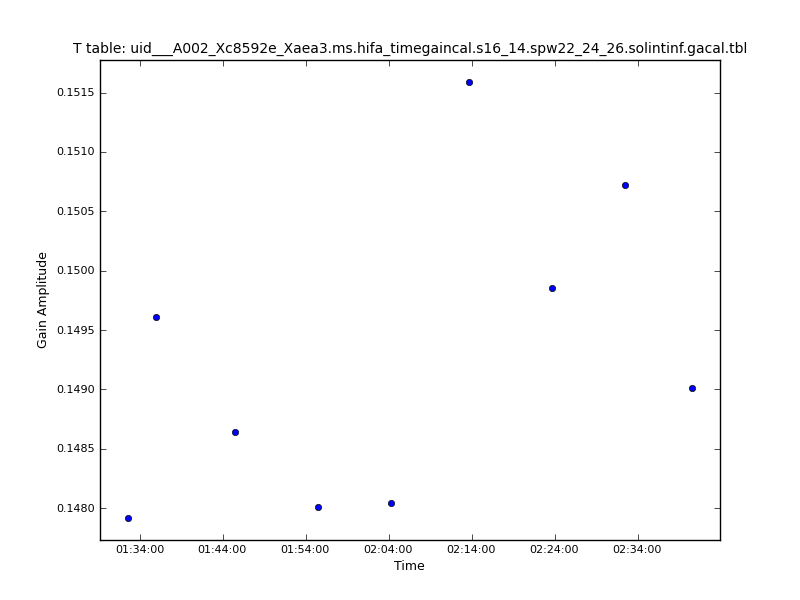 T table: uid___A002_Xc8592e_Xaea3.ms.hifa_timegaincal.s16_14.spw22_24_26.solintinf.gacal.tbl
0.1515
0.1510
0.1505
0.1500
0.1495
0.1490
0.1485
0.1480
Gain Amplitude
01:34:00 01:44:00 01:54:00 02:04:00 02:14:00 02:24:00 02:34:00
Time